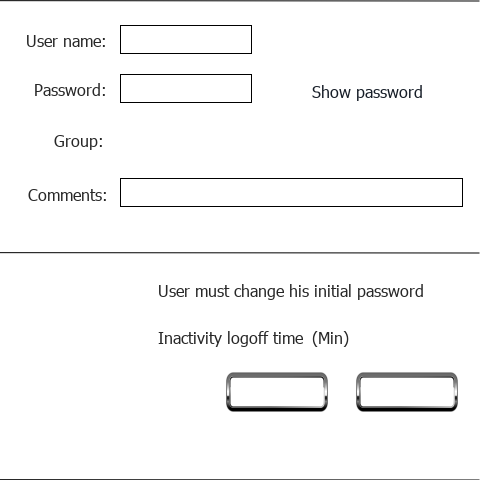 User name:
Password:
Show password
Group:
Comments:
User must change his initial password
Inactivity logoff time (Min)